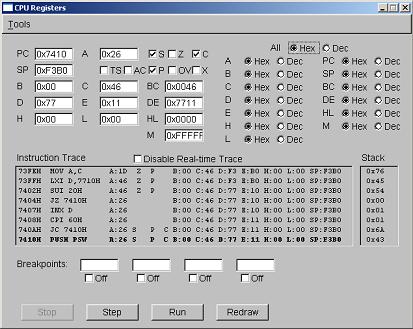 CPU Registers
Tools
All Hex Dec
PC 0x7410 A 0x26 S Z C
A Hex Dec PC Hex Dec
SP 0xF3B0 TS AC P OV X
B Hex Dec SP Hex Dec
B 0x00 C 0x46 BC 0x0046
C Hex Dec BC Hex Dec
D 0x77 E 0x11 DE 0x7711
D Hex Dec DE Hex Dec
E Hex Dec HL Hex Dec
H 0x00 L 0x00 HL 0x0000
H Hex Dec M Hex Dec
M 0xFFFFF
L Hex Dec
Instruction Trace Disable Real-time Trace Stack
73FEH MOV A,C A:1D Z P B:00 C:46 D:F3 E:B0 H:00 L:00 SP:F3B0 0x76
73FFH LXI D,7710H A:46 Z P B:00 C:46 D:F3 E:B0 H:00 L:00 SP:F3B0 0x45
7402H SUI 20H A:46 Z P B:00 C:46 D:77 E:10 H:00 L:00 SP:F3B0 0x54
7404H JZ 7410H A:26 B:00 C:46 D:77 E:10 H:00 L:00 SP:F3B0 0x01
7407H INX D A:26 B:00 C:46 D:77 E:10 H:00 L:00 SP:F3B0 0x01
7408H CPI 60H A:26 B:00 C:46 D:77 E:11 H:00 L:00 SP:F3B0 0x01
740AH JC 7410H A:26 S P C B:00 C:46 D:77 E:11 H:00 L:00 SP:F3B0 0x6A
7410H PUSH PSW A:26 S P C B:00 C:46 D:77 E:11 H:00 L:00 SP:F3B0 0x43
Breakpoints:
Off Off Off Off
Stop Step Run Redraw